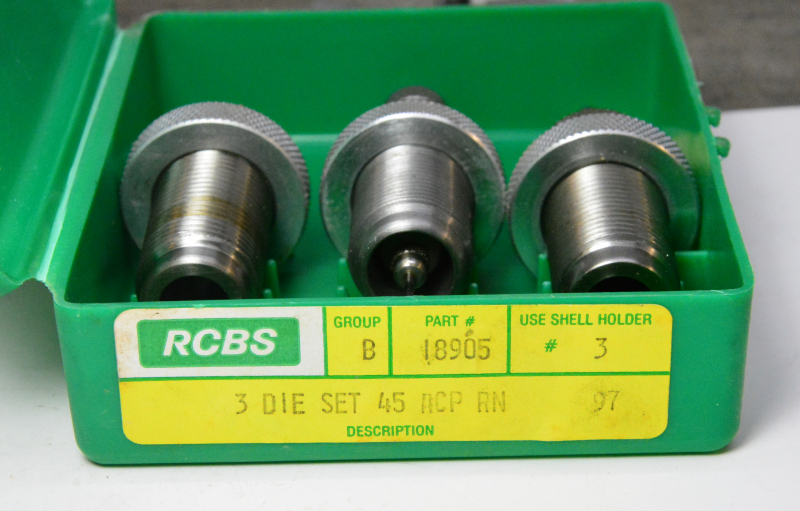 RCBS GROUP PART # USE SHELL HOLDER
B 18905 # 3
3 DIE SET 45 ACP RN 97
DESCRIPTION